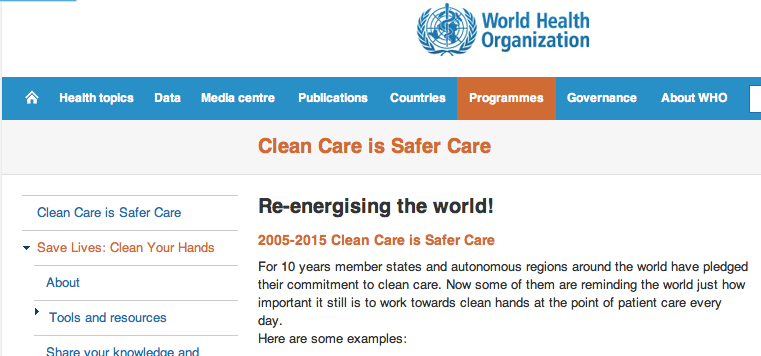 World Health
Organization
Health topics Data Media centre Publications Countries Programmes Governance About WHO
Clean Care is Safer Care
Clean Care is Safer Care
Save Lives: Clean Your Hands
About
Tools and resources
Share your knowledge and
Re-energising the world!
2005-2015 Clean Care is Safer Care
For 10 years member states and autonomous regions around the world have pledged
their commitment to clean care. Now some of them are reminding the world just how
important it still is to work towards clean hands at the point of patient care every
day.
Here are some examples: